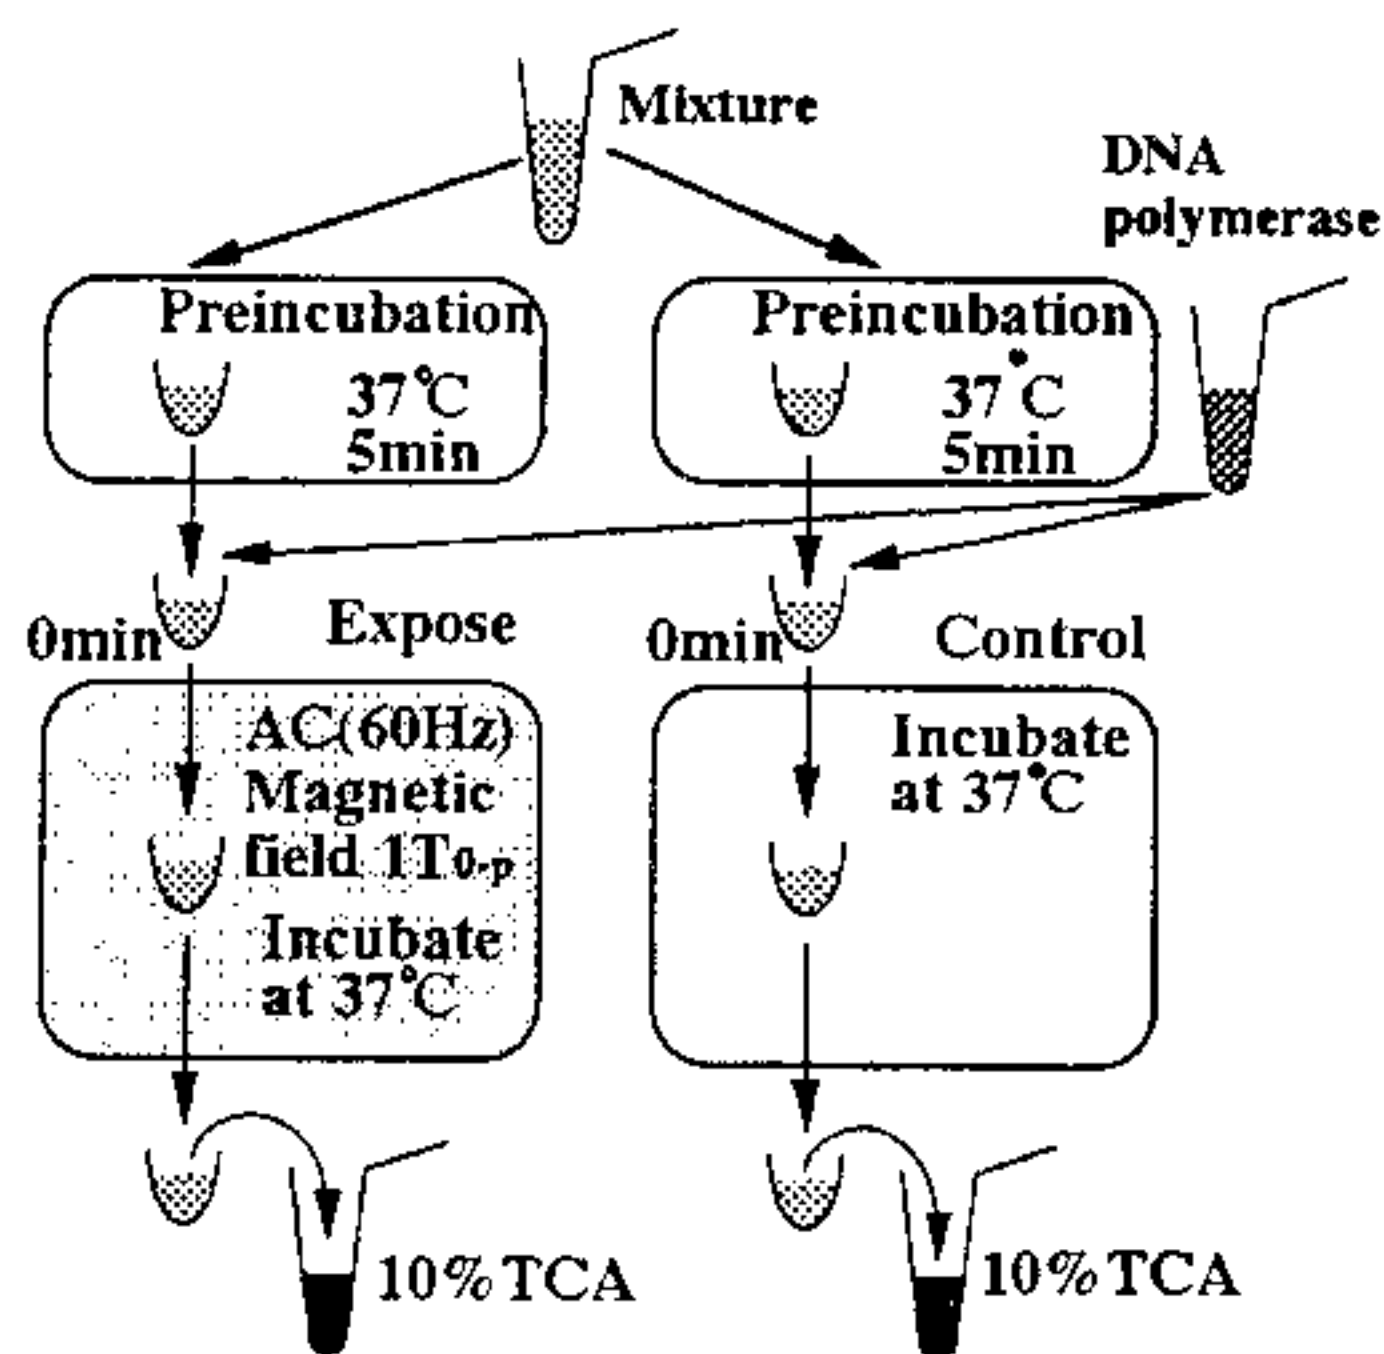 Mixture
DNA
polymerase
Preincubation
37°C
5min
Preincubation
37°C
5min
0min
Expose
0min
Control
AC(60Hz)
Magnetic
field 1T0-p
Incubate
at 37°C
Incubate
at 37°C
10%TCA
10%TCA